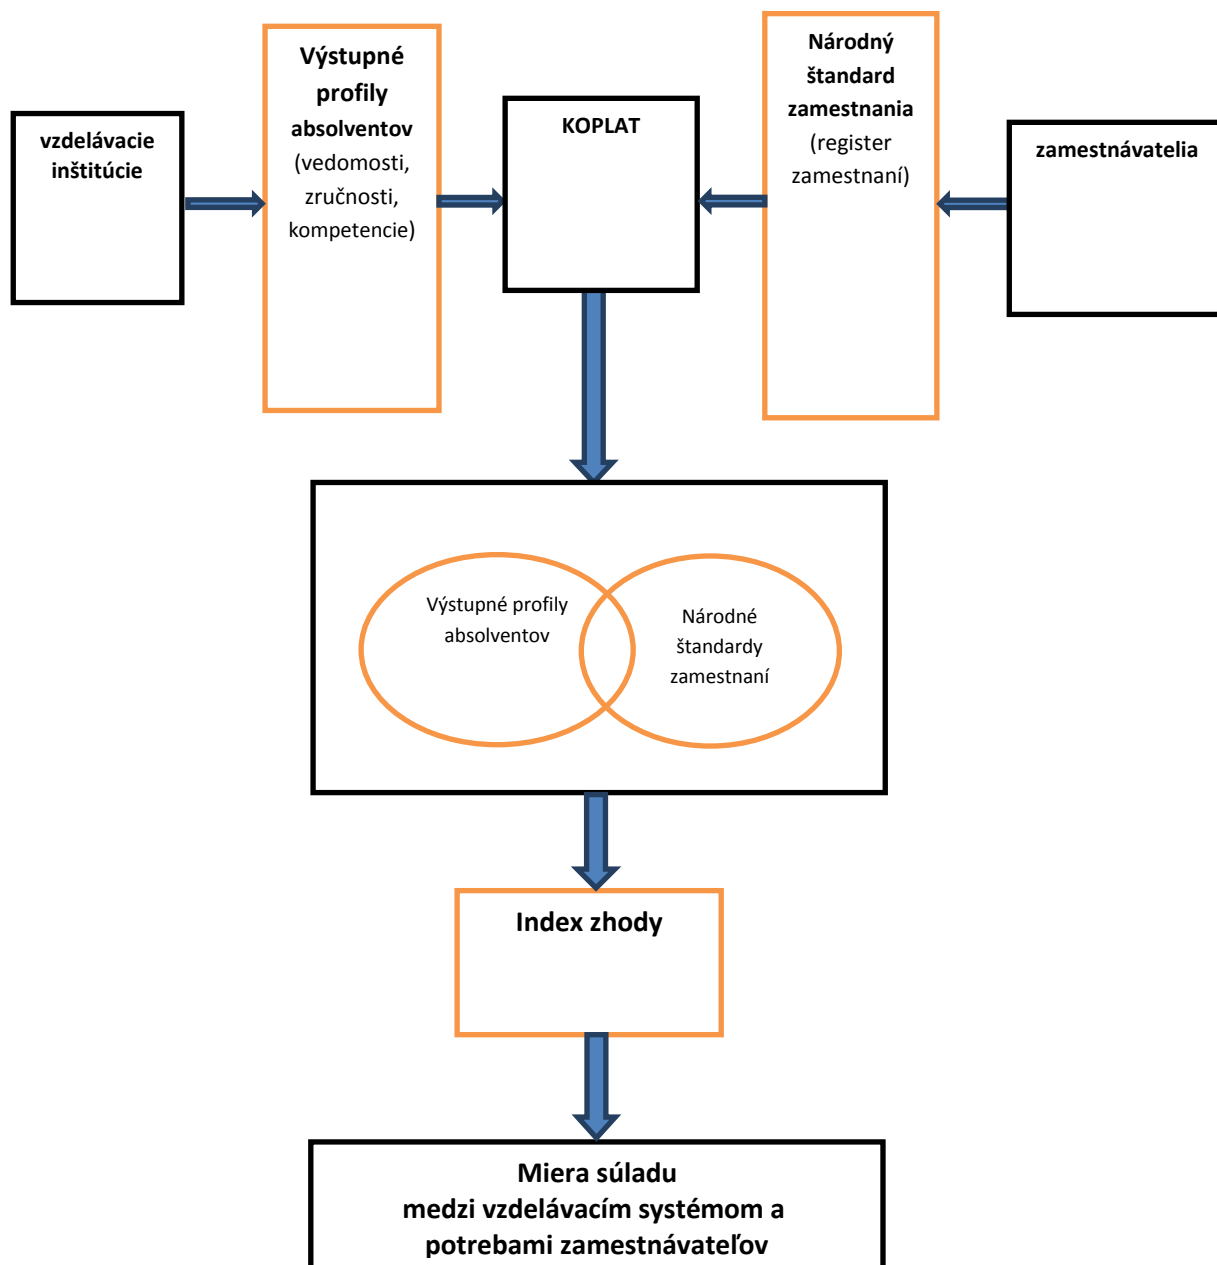 vzdelávacie
inštitúcie
Výstupné
profily
absolventov
(vedomosti,
zručnosti,
kompetencie)
KOPLAT
Národný
štandard
zamestnania
(register
zamestnaní)
zamestnávatelia
Výstupné profily
absolventov
Národné
štandardy
zamestnaní
Index zhody
Miera súladu
medzi vzdelávacím systémom a
potrebami zamestnávateľov